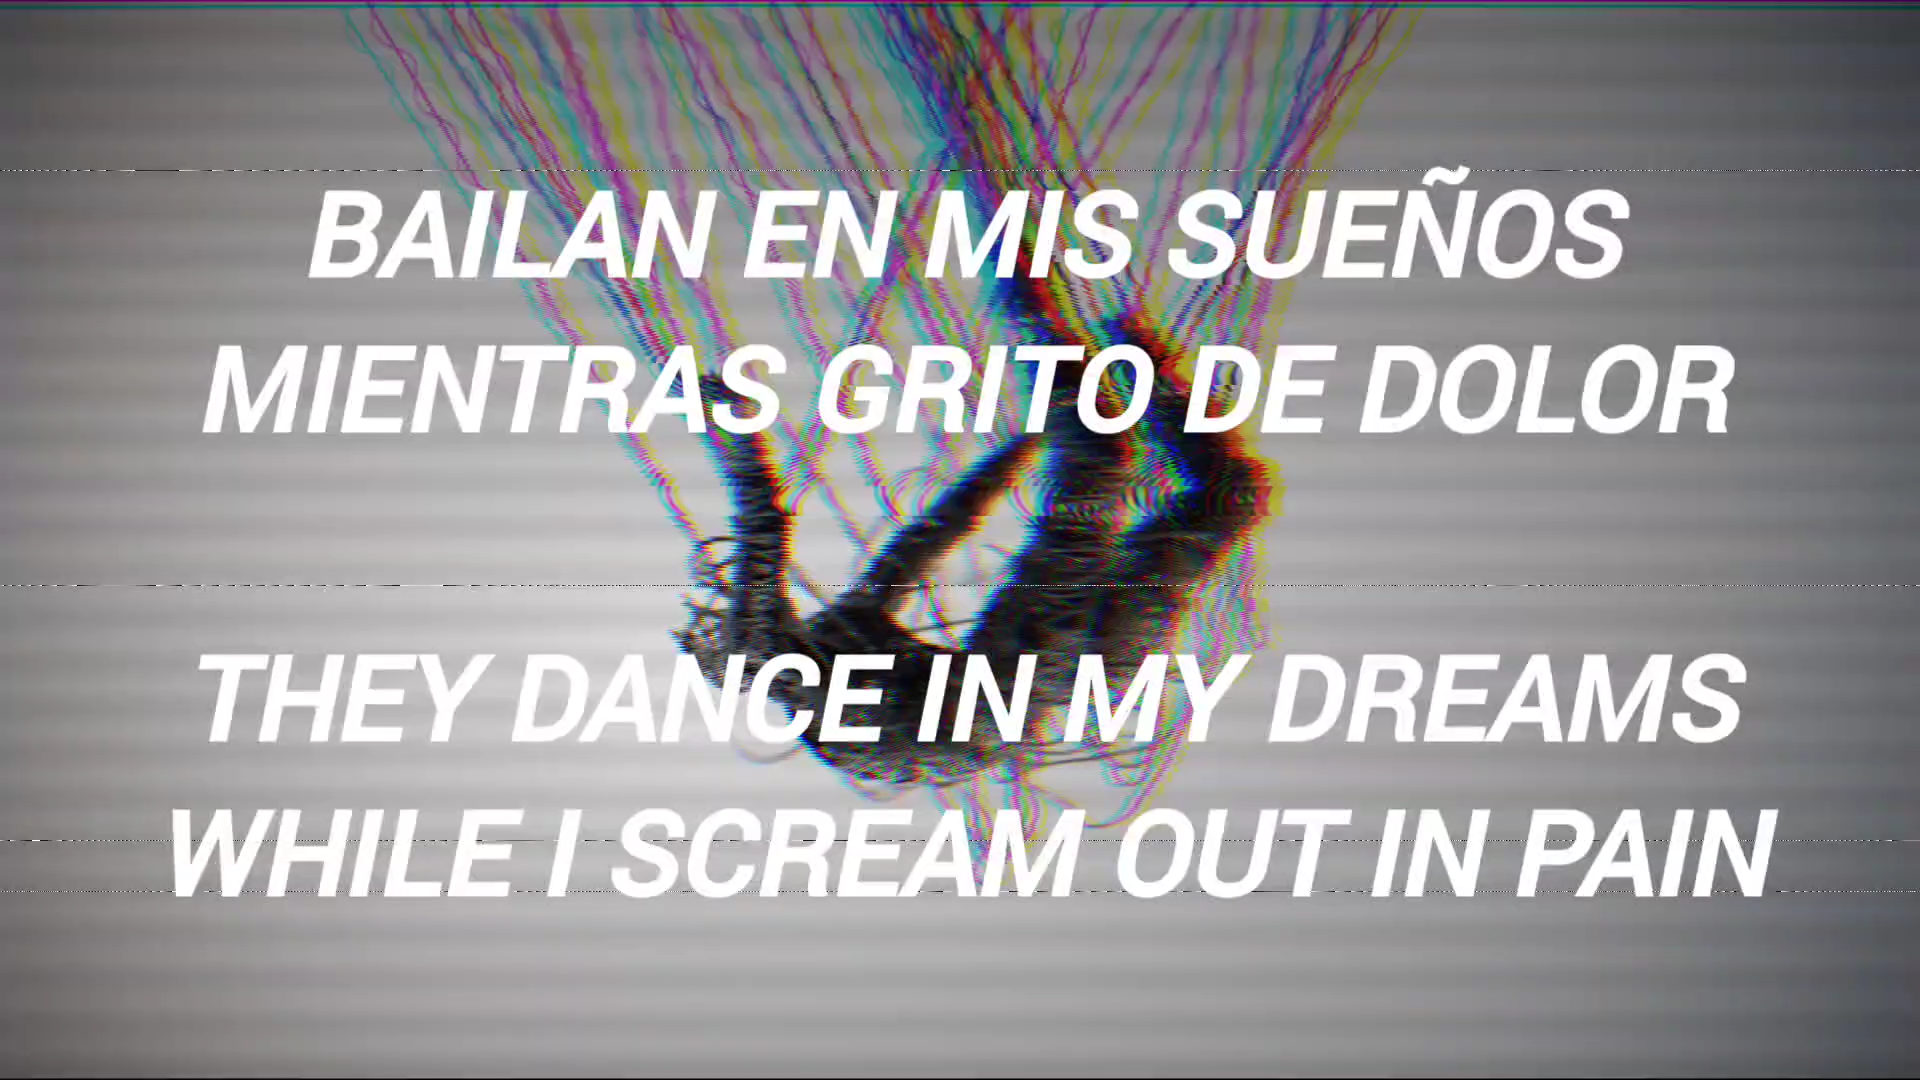 BAILAN EN MIS SUEÑOS
MIENTRAS GRITO DE DOLOR
THEY DANCE IN MY DREAMS
WHILE I SCREAM OUT IN PAIN